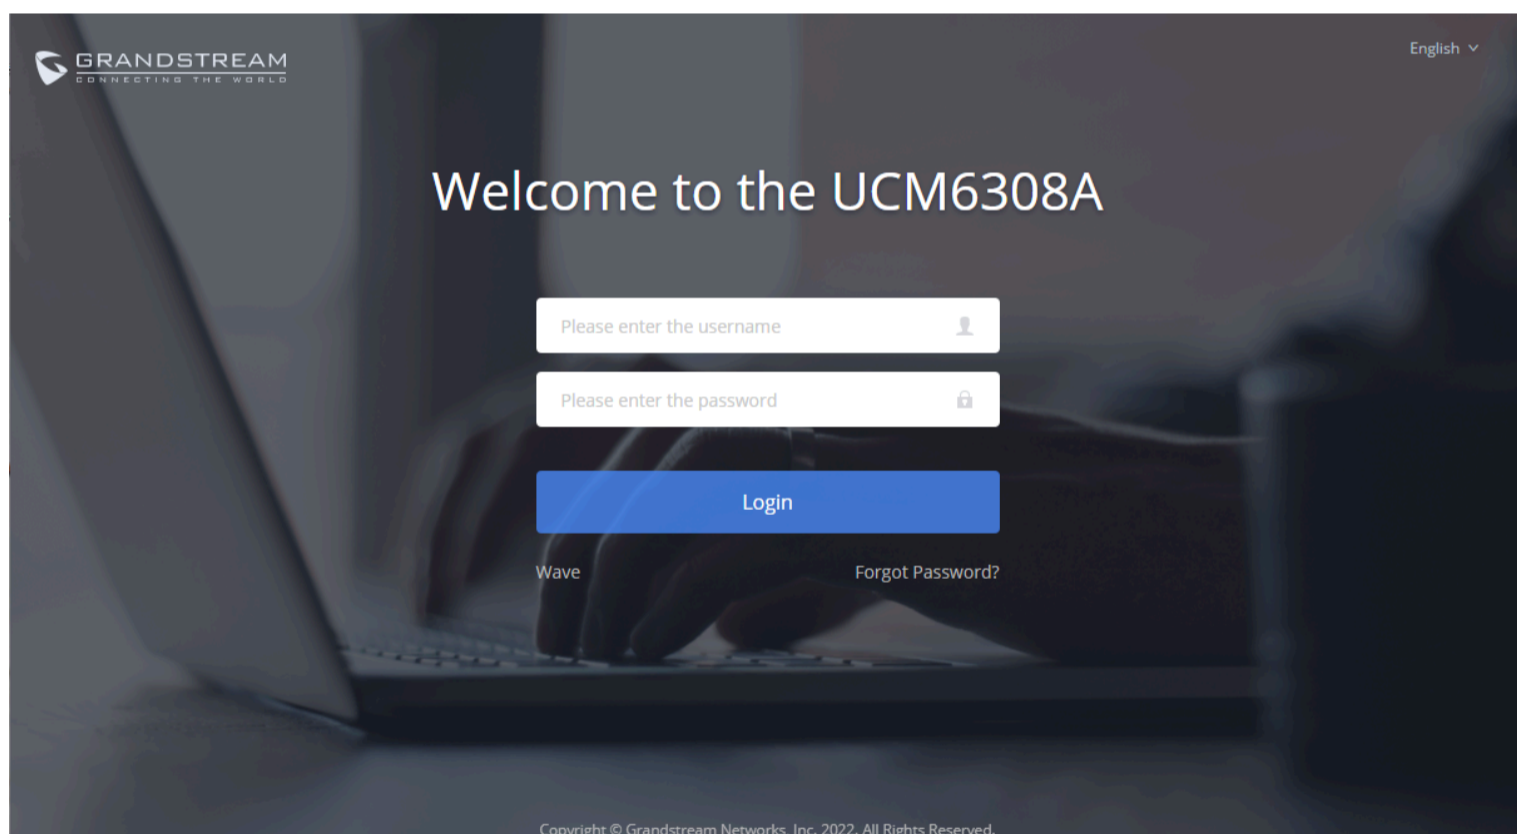 GRANDSTREAM
CONNECTING THE WORLD
English
Welcome to the UCM6308A
Please enter the username
Please enter the password
Login
Wave
Forgot Password?
Copyright © Grandstream Networks, Inc. 2022. All Rights Reserved.